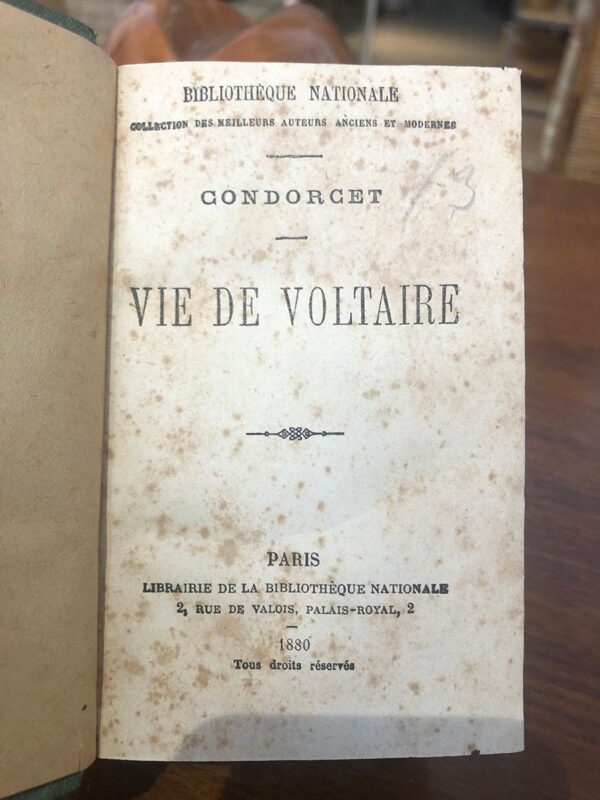 BIBLIOTHÈQUE NATIONALE
COLLECTION DES MEILLEURS AUTEURS ANCIENS ET MODERNES
CONDORCET
13
VIE DE VOLTAIRE
PARIS
LIBRAIRIE DE LA BIBLIOTHÈQUE NATIONALE
2, RUE DE VALOIS, PALAIS-ROYAL, 2
1880
Tous droits réservés